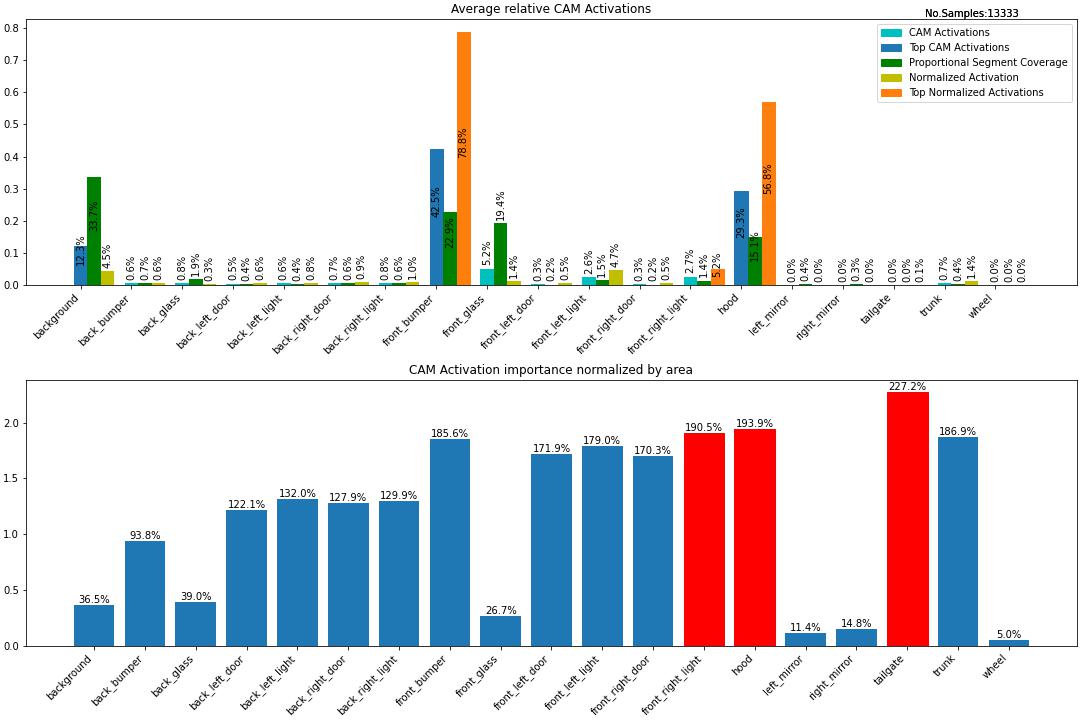 Average relative CAM Activations
No.Samples:13333
CAM Activations
Top CAM Activations
Proportional Segment Coverage
Normalized Activation
Top Normalized Activations
0.8
0.7
0.6
0.5
0.4
0.3
0.2
0.1
0.0
12.3% 33.7% 4.5%
0.6% 0.7% 0.6%
0.8% 1.9% 0.3%
0.5% 0.4% 0.6%
0.6% 0.4% 0.8%
0.7% 0.6% 0.9%
0.8% 0.6% 1.0%
42.5% 22.9% 78.8%
5.2% 19.4% 1.4%
0.3% 0.2% 0.5%
2.6% 1.5% 4.7%
0.3% 0.2% 0.5%
2.7% 1.4% 5.2%
29.3% 15.1% 56.8%
0.0% 0.4% 0.0%
0.0% 0.3% 0.0%
0.0% 0.0% 0.1%
0.7% 0.4% 1.4%
0.0% 0.0% 0.0%
background
back_bumper
back_glass
back_left_door
back_left_light
back_right_door
back_right_light
front_bumper
front_glass
front_left_door
front_left_light
front_right_door
front_right_light
hood
left_mirror
right_mirror
tailgate
trunk
wheel
CAM Activation importance normalized by area
2.0
1.5
1.0
0.5
0.0
36.5%
93.8%
39.0%
122.1%
132.0%
127.9%
129.9%
185.6%
26.7%
171.9%
179.0%
170.3%
190.5%
193.9%
11.4%
14.8%
227.2%
186.9%
5.0%
background
back_bumper
back_glass
back_left_door
back_left_light
back_right_door
back_right_light
front_bumper
front_glass
front_left_door
front_left_light
front_right_door
front_right_light
hood
left_mirror
right_mirror
tailgate
trunk
wheel